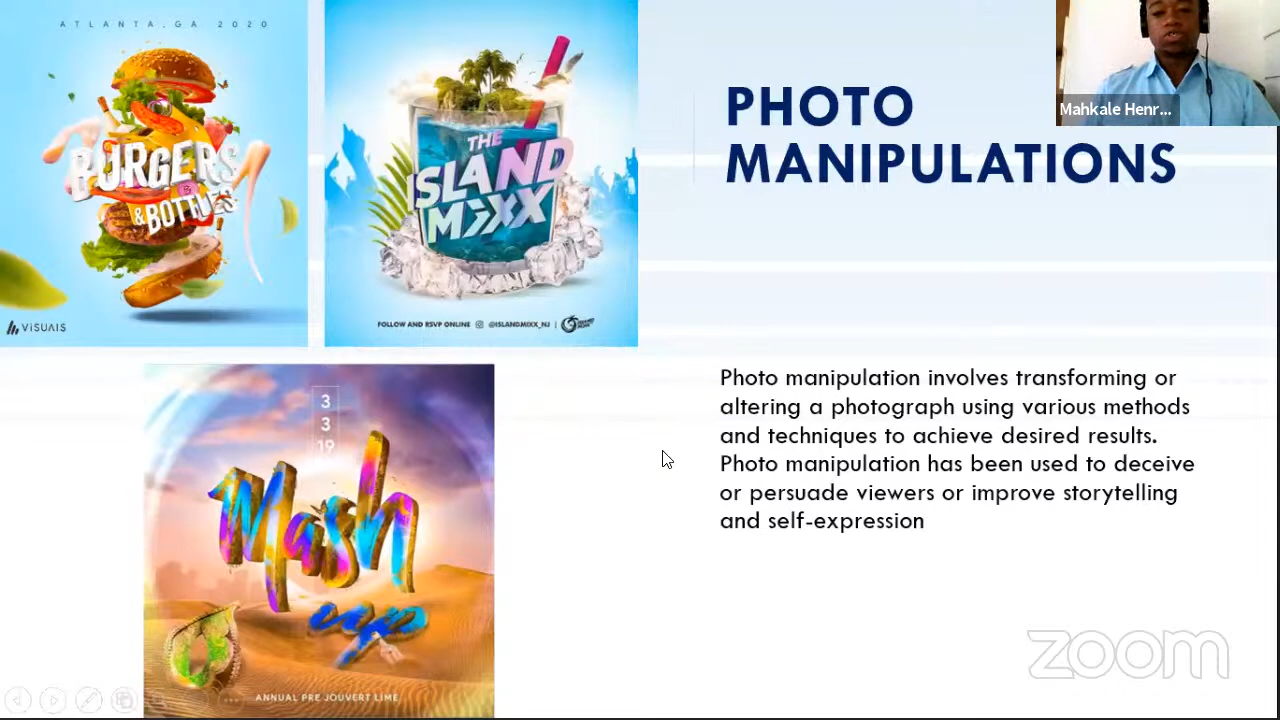 ATLANTA.GA 2020
BURGERS
&BOTTLES
VISUAIS
THE
ISLAND
MIXX
FOLLOW AND RSVP ONLINE @ISLANDMIXX_NJ |
3
3
19
Mash
up
ANNUAL PRE JOUVERT LIME
PHOTO
MANIPULATIONS
Mahkale Henr...
Photo manipulation involves transforming or
altering a photograph using various methods
and techniques to achieve desired results.
Photo manipulation has been used to deceive
or persuade viewers or improve storytelling
and self-expression
zoom